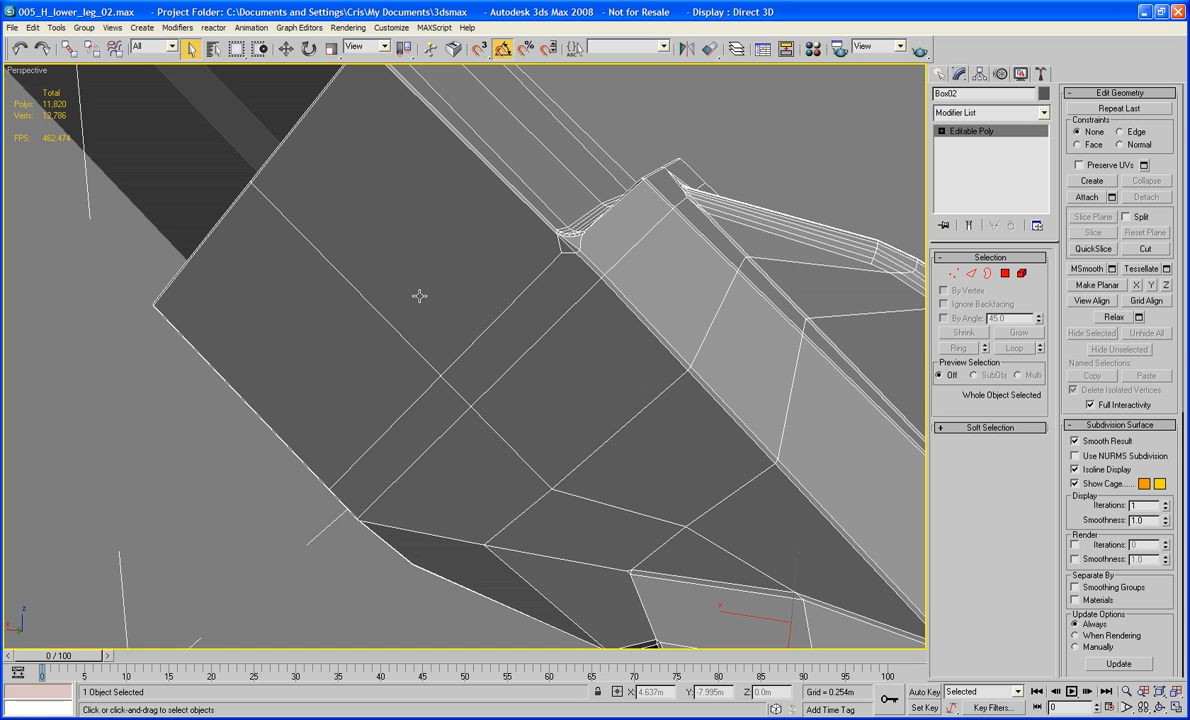 005_H_lower_leg_02.max - Project Folder: C:\Documents and Settings\Cris\My Documents\3dsmax - Autodesk 3ds Max 2008 - Not for Resale - Display : Direct 3D
File Edit Tools Group Views Create Modifiers reactor Animation Graph Editors Rendering Customize MAXScript Help
All View View
Perspective
Total
Polys: 11,820
Verts: 12,786
FPS: 462.474
Box02
Modifier List
Editable Poly
Selection
By Vertex
Ignore Backfacing
By Angle: 45.0
Shrink Grow
Ring Loop
Preview Selection
Off SubObj Multi
Whole Object Selected
Soft Selection
Edit Geometry
Repeat Last
Constraints
None Edge
Face Normal
Preserve UVs
Create Collapse
Attach Detach
Slice Plane Split
Slice Reset Plane
QuickSlice Cut
MSmooth Tessellate
Make Planar X Y Z
View Align Grid Align
Relax
Hide Selected Unhide All
Hide Unselected
Named Selections:
Copy Paste
Delete Isolated Vertices
Full Interactivity
Subdivision Surface
Smooth Result
Use NURMS Subdivision
Isoline Display
Show Cage......
Display
Iterations: 1
Smoothness: 1.0
Render
Iterations: 0
Smoothness: 1.0
Separate By
Smoothing Groups
Materials
Update Options
Always
When Rendering
Manually
Update
z
x
x
0 / 100
0 5 10 15 20 25 30 35 40 45 50 55 60 65 70 75 80 85 90 95 100
1 Object Selected X: 4.637m Y: -7.995m Z: 0.0m Grid = 0.254m Auto Key Selected
Click or click-and-drag to select objects Add Time Tag Set Key Key Filters... 0